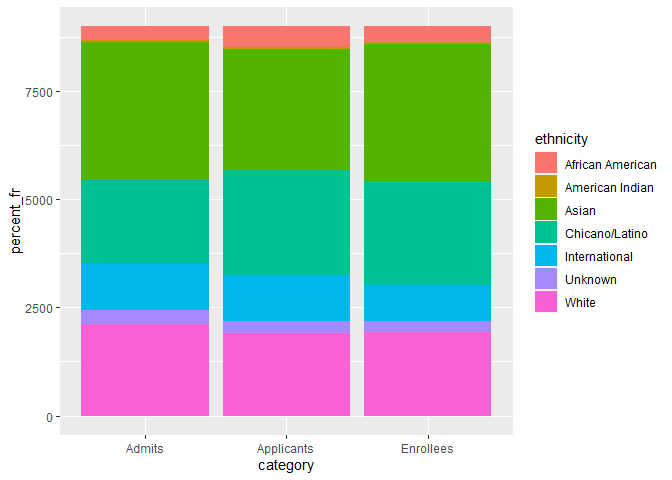 7500
5000
2500
0
percent_fr
Admits
Applicants
Enrollees
category
ethnicity
African American
American Indian
Asian
Chicano/Latino
International
Unknown
White